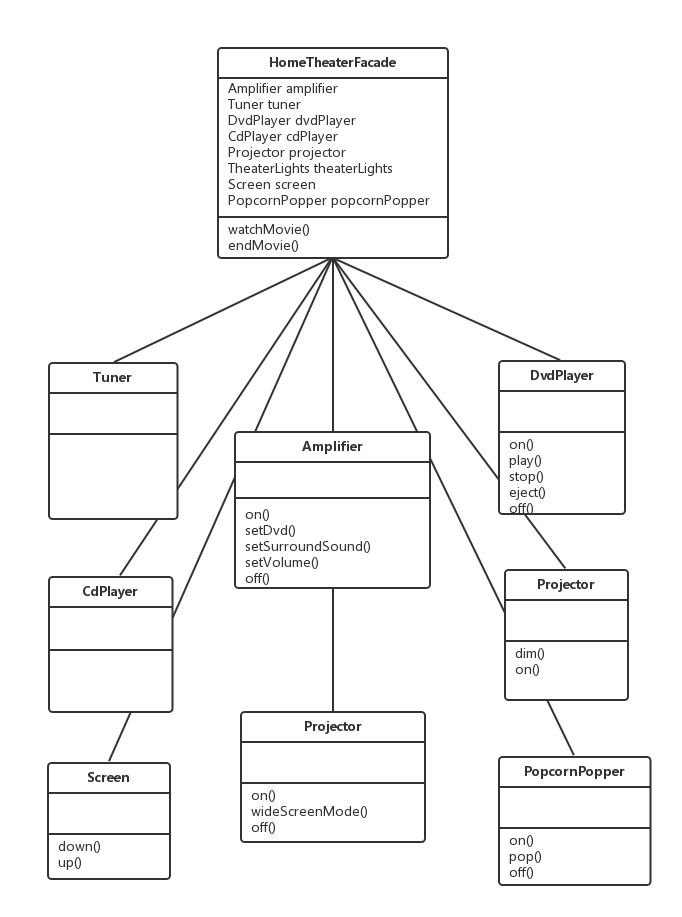 HomeTheaterFacade
Amplifier amplifier
Tuner tuner
DvdPlayer dvdPlayer
CdPlayer cdPlayer
Projector projector
TheaterLights theaterLights
Screen screen
PopcornPopper popcornPopper
watchMovie()
endMovie()
Tuner
DvdPlayer
on()
play()
stop()
eject()
off()
Amplifier
on()
setDvd()
setSurroundSound()
setVolume()
off()
CdPlayer
Projector
dim()
on()
Projector
on()
wideScreenMode()
off()
Screen
down()
up()
PopcornPopper
on()
pop()
off()